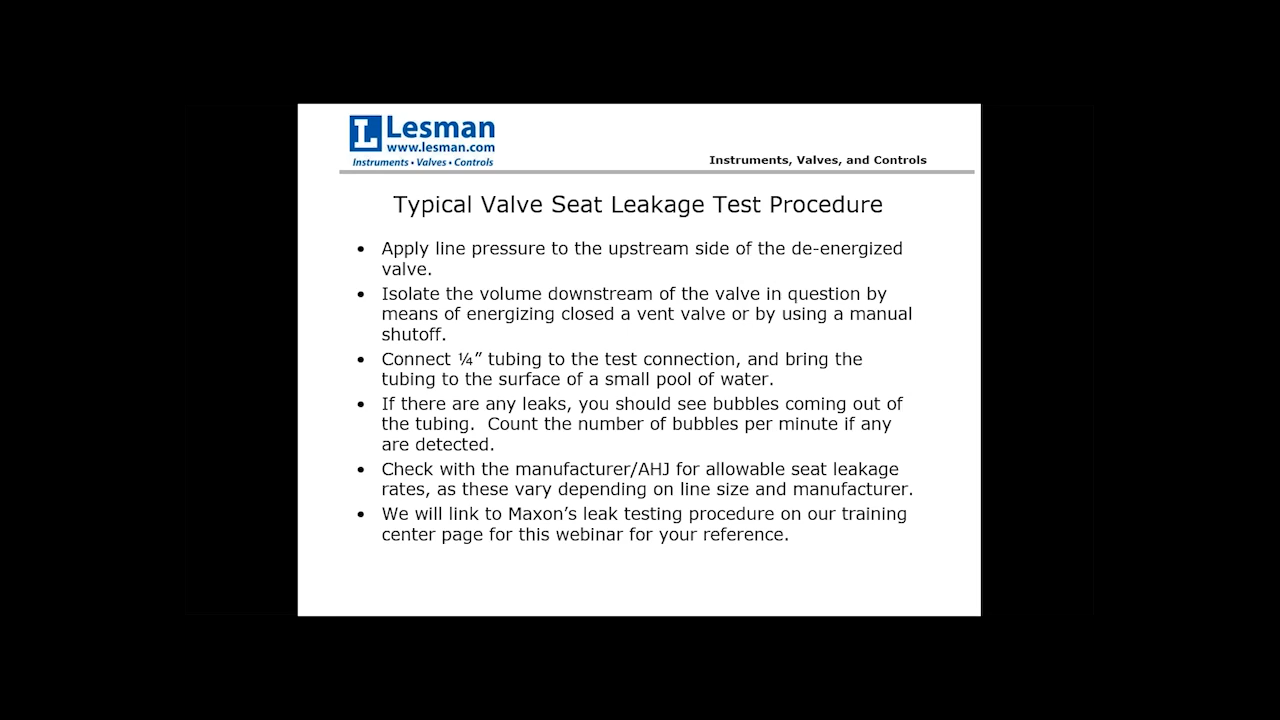 L Lesman
www.lesman.com
Instruments • Valves • Controls
Instruments, Valves, and Controls
Typical Valve Seat Leakage Test Procedure
• Apply line pressure to the upstream side of the de-energized
valve.
• Isolate the volume downstream of the valve in question by
means of energizing closed a vent valve or by using a manual
shutoff.
• Connect ¼” tubing to the test connection, and bring the
tubing to the surface of a small pool of water.
• If there are any leaks, you should see bubbles coming out of
the tubing.  Count the number of bubbles per minute if any
are detected.
• Check with the manufacturer/AHJ for allowable seat leakage
rates, as these vary depending on line size and manufacturer.
• We will link to Maxon’s leak testing procedure on our training
center page for this webinar for your reference.